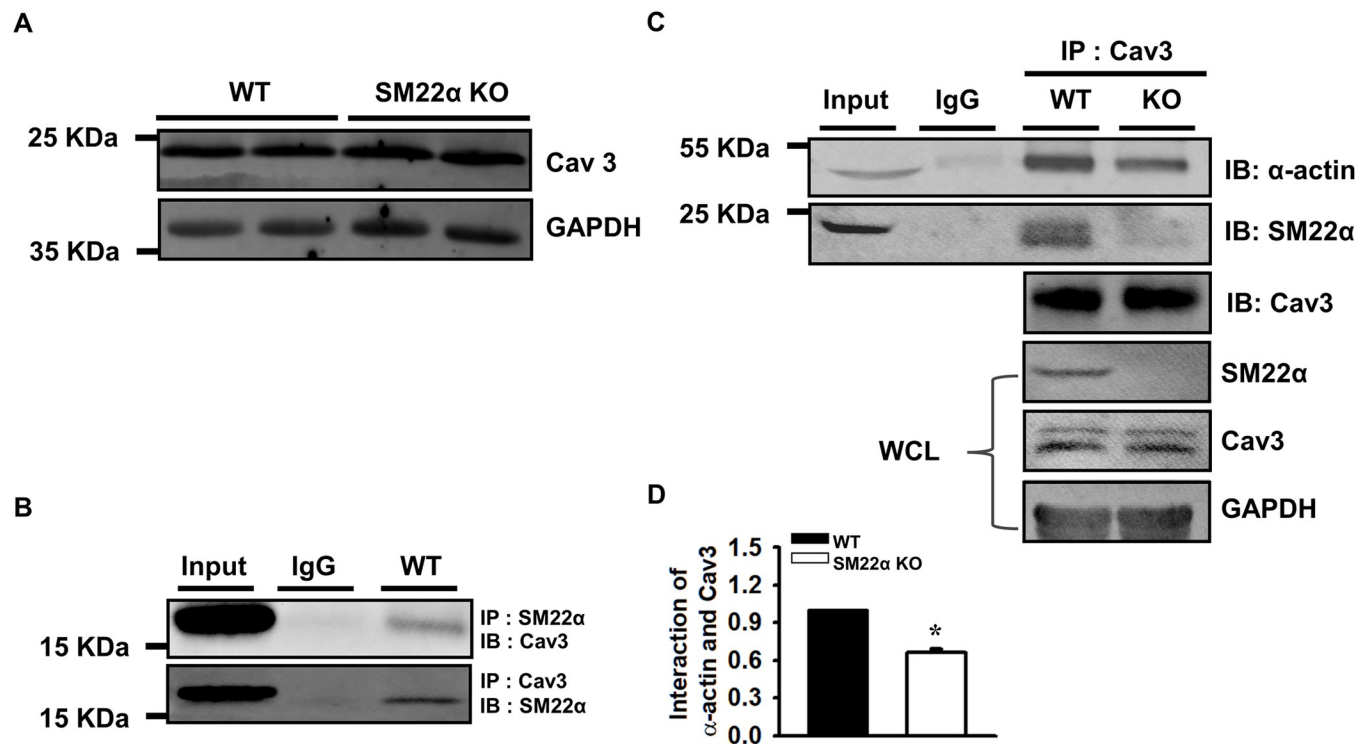 A
WT SM22α KO
25 KDa
Cav 3
GAPDH
35 KDa
B
Input IgG WT
IP : SM22α
IB : Cav3
15 KDa
IP : Cav3
IB : SM22α
15 KDa
C
IP : Cav3
Input IgG WT KO
55 KDa
IB: α-actin
25 KDa
IB: SM22α
IB: Cav3
SM22α
WCL
Cav3
GAPDH
D
WT
SM22α KO
Interaction of
α-actin and Cav3
1.5
1.2
0.9
0.6
0.3
0.0
*